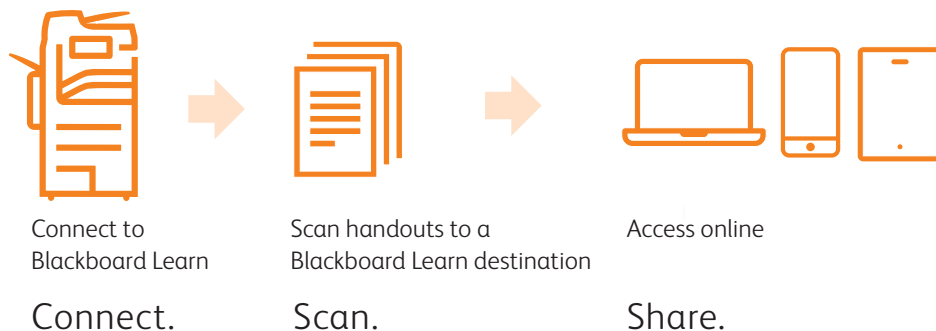 Connect to
Blackboard Learn
Connect.
Scan handouts to a
Blackboard Learn destination
Scan.
Access online
Share.